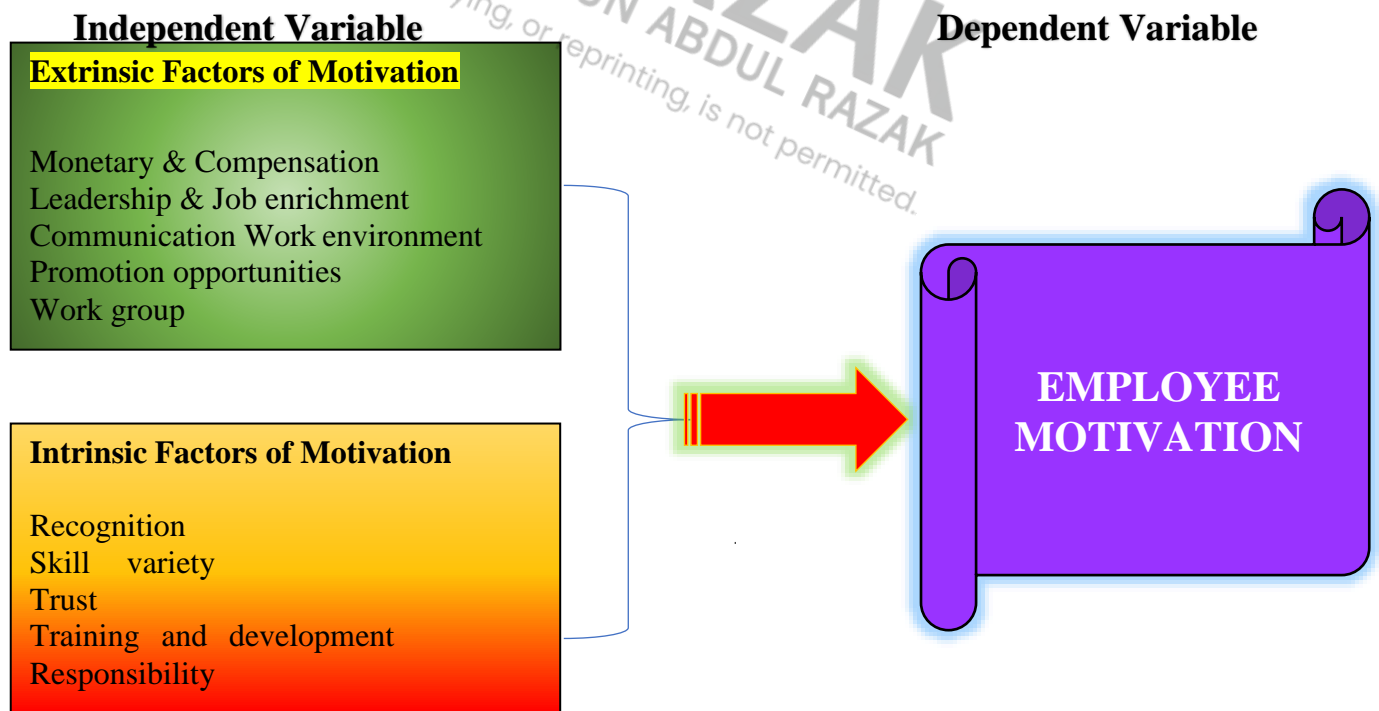 Independent Variable
Dependent Variable
Extrinsic Factors of Motivation
Monetary & Compensation
Leadership & Job enrichment
Communication Work environment
Promotion opportunities
Work group
Intrinsic Factors of Motivation
Recognition
Skill variety
Trust
Training and development
Responsibility
EMPLOYEE
MOTIVATION
RAZAK
ABDUL RAZAK
or reprinting, is not permitted.